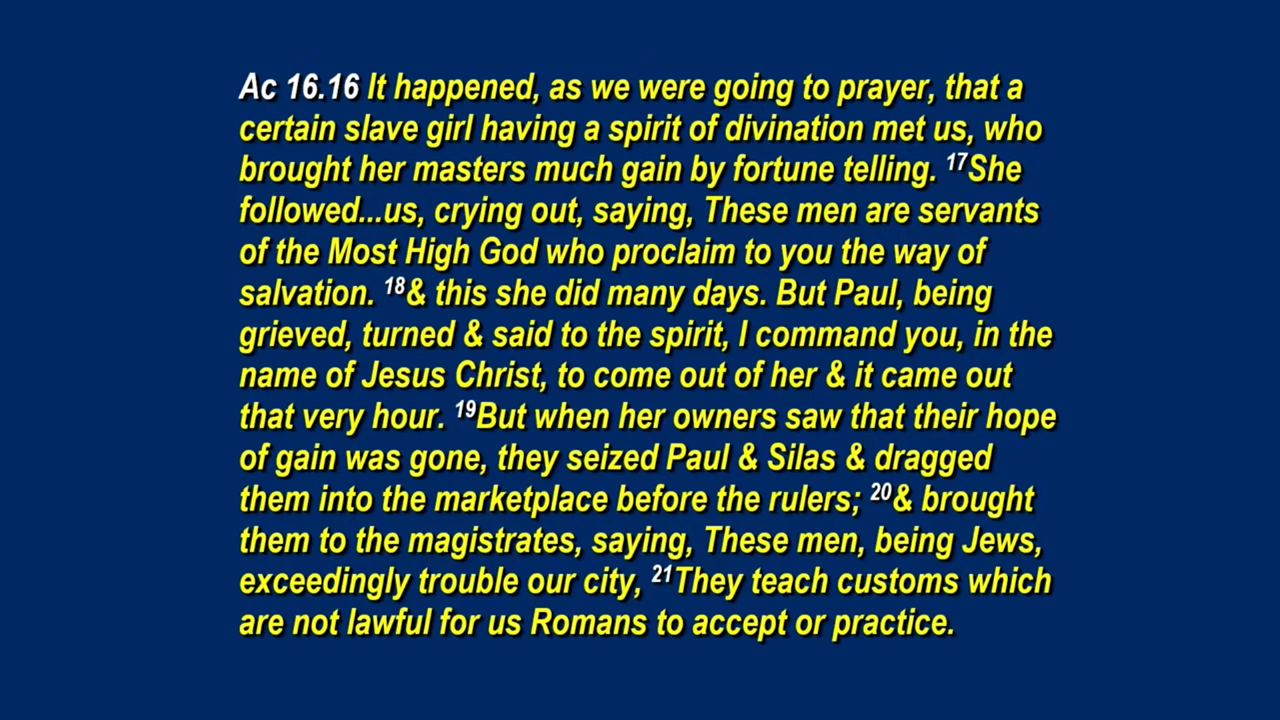 Ac 16.16 It happened, as we were going to prayer, that a
certain slave girl having a spirit of divination met us, who
brought her masters much gain by fortune telling. 17She
followed...us, crying out, saying, These men are servants
of the Most High God who proclaim to you the way of
salvation. 18& this she did many days. But Paul, being
grieved, turned & said to the spirit, I command you, in the
name of Jesus Christ, to come out of her & it came out
that very hour. 19But when her owners saw that their hope
of gain was gone, they seized Paul & Silas & dragged
them into the marketplace before the rulers; 20& brought
them to the magistrates, saying, These men, being Jews,
exceedingly trouble our city, 21They teach customs which
are not lawful for us Romans to accept or practice.